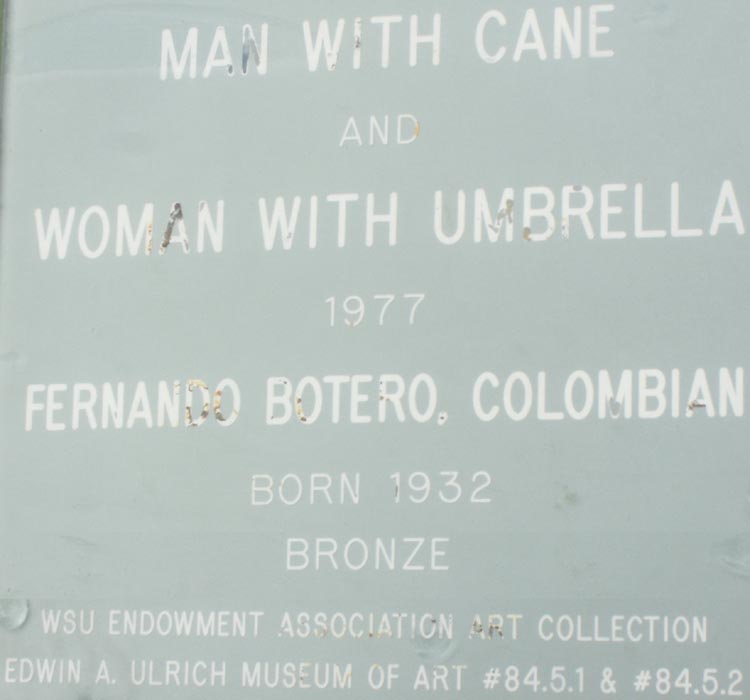 MAN WITH CANE
AND
WOMAN WITH UMBRELLA
1977
FERNANDO BOTERO, COLOMBIAN
BORN 1932
BRONZE
WSU ENDOWMENT ASSOCIATION ART COLLECTION
EDWIN A. ULRICH MUSEUM OF ART #84.5.1 & #84.5.2